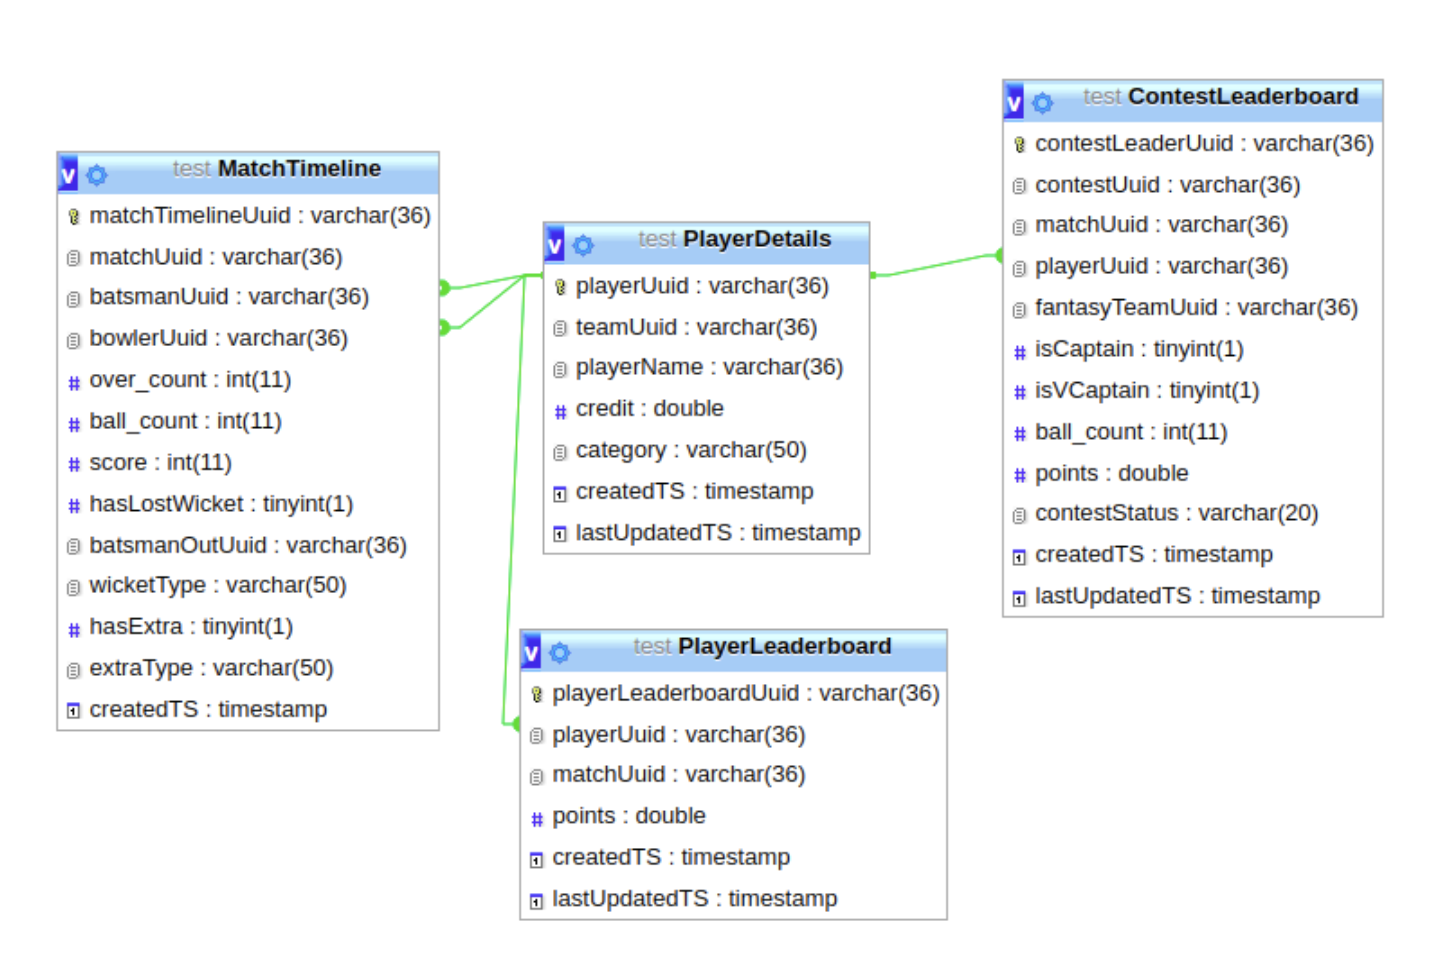 v test MatchTimeline
matchTimelineUuid : varchar(36)
matchUuid : varchar(36)
batsmanUuid : varchar(36)
bowlerUuid : varchar(36)
# over_count : int(11)
# ball_count : int(11)
# score : int(11)
# hasLostWicket : tinyint(1)
batsmanOutUuid : varchar(36)
wicketType : varchar(50)
# hasExtra : tinyint(1)
extraType : varchar(50)
createdTS : timestamp
v test PlayerDetails
playerUuid : varchar(36)
teamUuid : varchar(36)
playerName : varchar(36)
# credit : double
category : varchar(50)
createdTS : timestamp
lastUpdatedTS : timestamp
v test PlayerLeaderboard
playerLeaderboardUuid : varchar(36)
playerUuid : varchar(36)
matchUuid : varchar(36)
# points : double
createdTS : timestamp
lastUpdatedTS : timestamp
v test ContestLeaderboard
contestLeaderUuid : varchar(36)
contestUuid : varchar(36)
matchUuid : varchar(36)
playerUuid : varchar(36)
fantasyTeamUuid : varchar(36)
# isCaptain : tinyint(1)
# isVCaptain : tinyint(1)
# ball_count : int(11)
# points : double
contestStatus : varchar(20)
createdTS : timestamp
lastUpdatedTS : timestamp